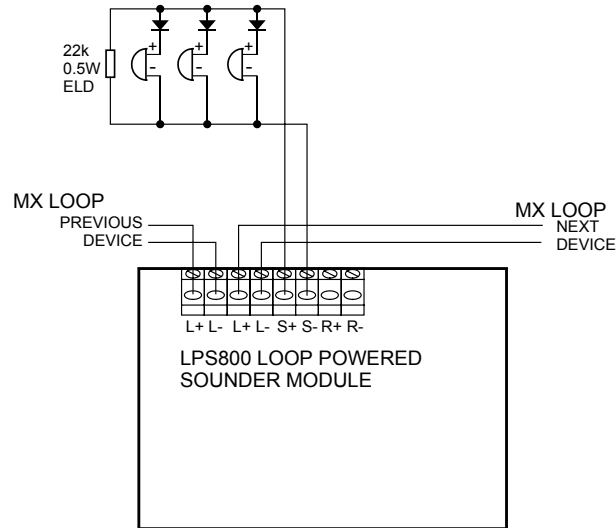 22k
0.5W
ELD
+ + +
- - -
MX LOOP
PREVIOUS
DEVICE
MX LOOP
NEXT
DEVICE
L+ L- L+ L- S+ S- R+ R-
LPS800 LOOP POWERED
SOUNDER MODULE